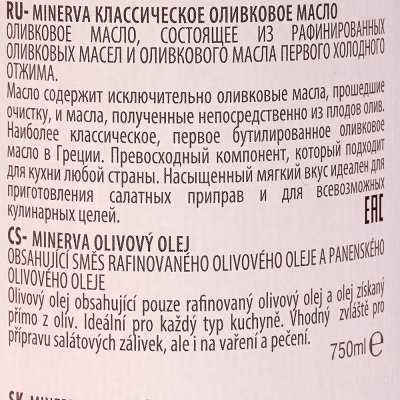 RU- MINERVA КЛАССИЧЕСКОЕ ОЛИВКОВОЕ МАСЛО
ОЛИВКОВОЕ МАСЛО, СОСТОЯЩЕЕ ИЗ РАФИНИРОВАННЫХ
ОЛИВКОВЫХ МАСЕЛ И ОЛИВКОВОГО МАСЛА ПЕРВОГО ХОЛОДНОГО
ОТЖИМА.
Масло содержит исключительно оливковые масла, прошедшие
очистку, и масла, полученные непосредственно из плодов олив.
Наиболее классическое, первое бутилированное оливковое
масло в Греции. Превосходный компонент, который подходит
для кухни любой страны. Насыщенный мягкий вкус идеален для
приготовления салатных приправ и для всевозможных
кулинарных целей.
EAC
CS- MINERVA OLIVOVÝ OLEJ
OBSAHUJÍCÍ SMĚS RAFINOVANÉHO OLIVOVÉHO OLEJE A PANENSKÉHO
OLIVOVÉHO OLEJE
Olivový olej obsahující pouze rafinovaný olivový olej a olej získaný
přímo z oliv. Ideální pro každý typ kuchyně. Vhodný zvláště pro
přípravu salátových zálivek, ale i na vaření a pečení.
750ml e
SK- MINERVA